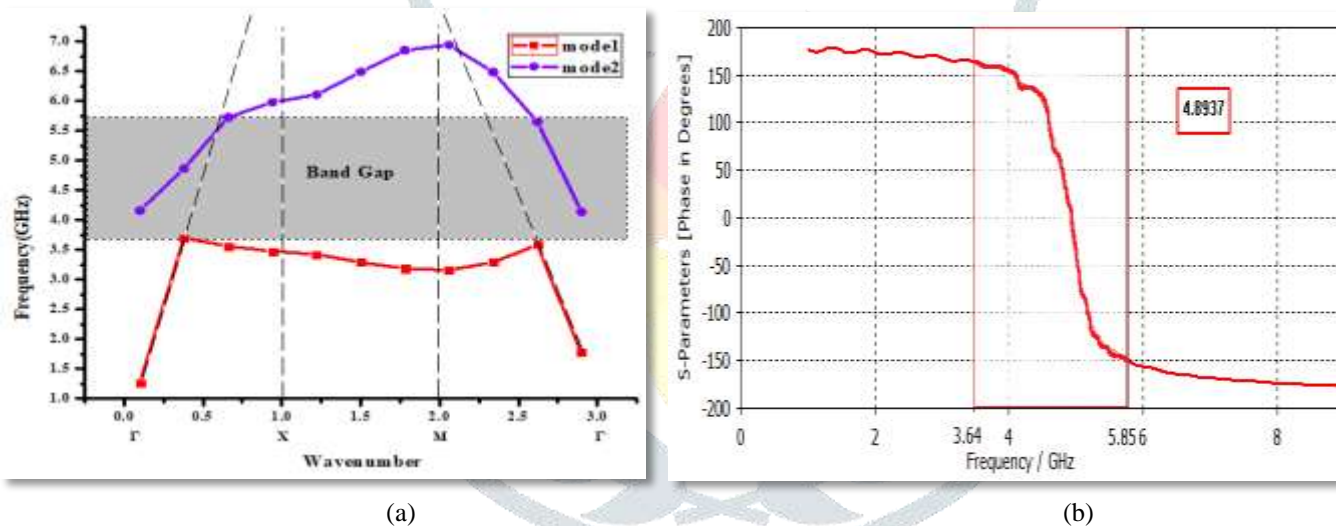 7.0
6.5
6.0
5.5
5.0
4.5
4.0
3.5
3.0
2.5
2.0
1.5
1.0
Frequency(GHz)
mode1
mode2
Band Gap
0.0 0.5 1.0 1.5 2.0 2.5 3.0
Γ X M Γ
Wavenumber
(a)
200
150
100
50
0
-50
-100
-150
-200
S-Parameters [Phase in Degrees]
4.8937
0 2 3.64 4 5.85 6 8
Frequency / GHz
(b)